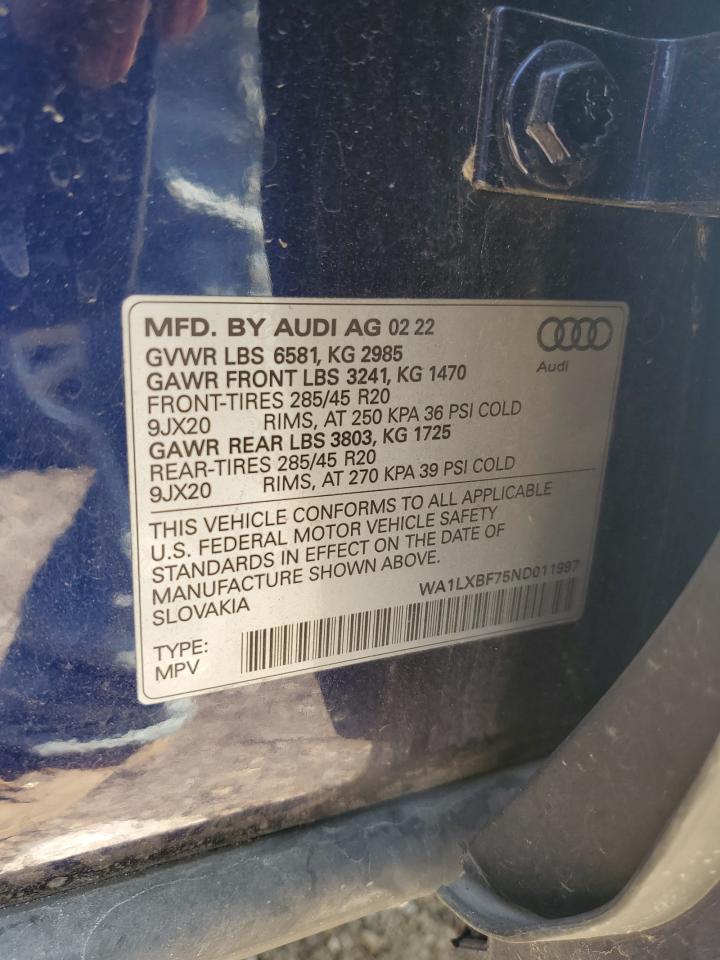 MFD. BY AUDI AG 02 22
Audi
GVWR LBS 6581, KG 2985
GAWR FRONT LBS 3241, KG 1470
FRONT-TIRES 285/45 R20
9JX20 RIMS, AT 250 KPA 36 PSI COLD
GAWR REAR LBS 3803, KG 1725
REAR-TIRES 285/45 R20
9JX20 RIMS, AT 270 KPA 39 PSI COLD
THIS VEHICLE CONFORMS TO ALL APPLICABLE
U.S. FEDERAL MOTOR VEHICLE SAFETY
STANDARDS IN EFFECT ON THE DATE OF
MANUFACTURE SHOWN ABOVE.
SLOVAKIA
WA1LXBF75ND011997
TYPE:
MPV